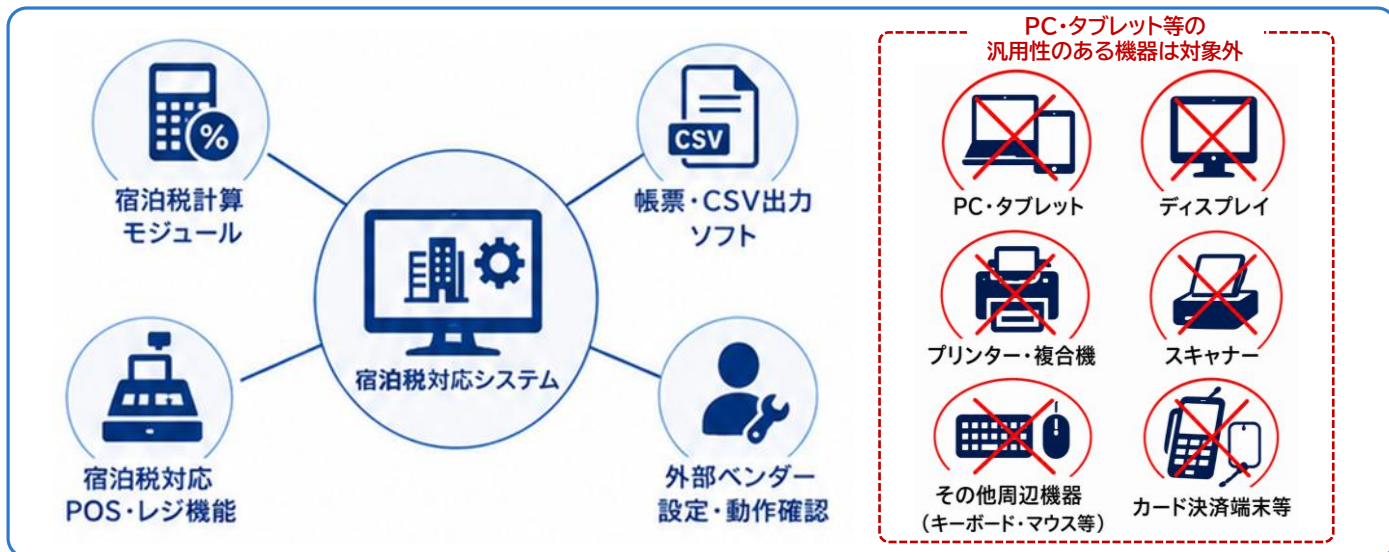 %
宿泊税計算
モジュール
CSV
帳票・CSV出力
ソフト
宿泊税対応システム
宿泊税対応
POS・レジ機能
外部ベンダー
設定・動作確認
PC・タブレット等の
汎用性のある機器は対象外
PC・タブレット
ディスプレイ
プリンター・複合機
スキャナー
その他周辺機器
（キーボード・マウス等）
カード決済端末等